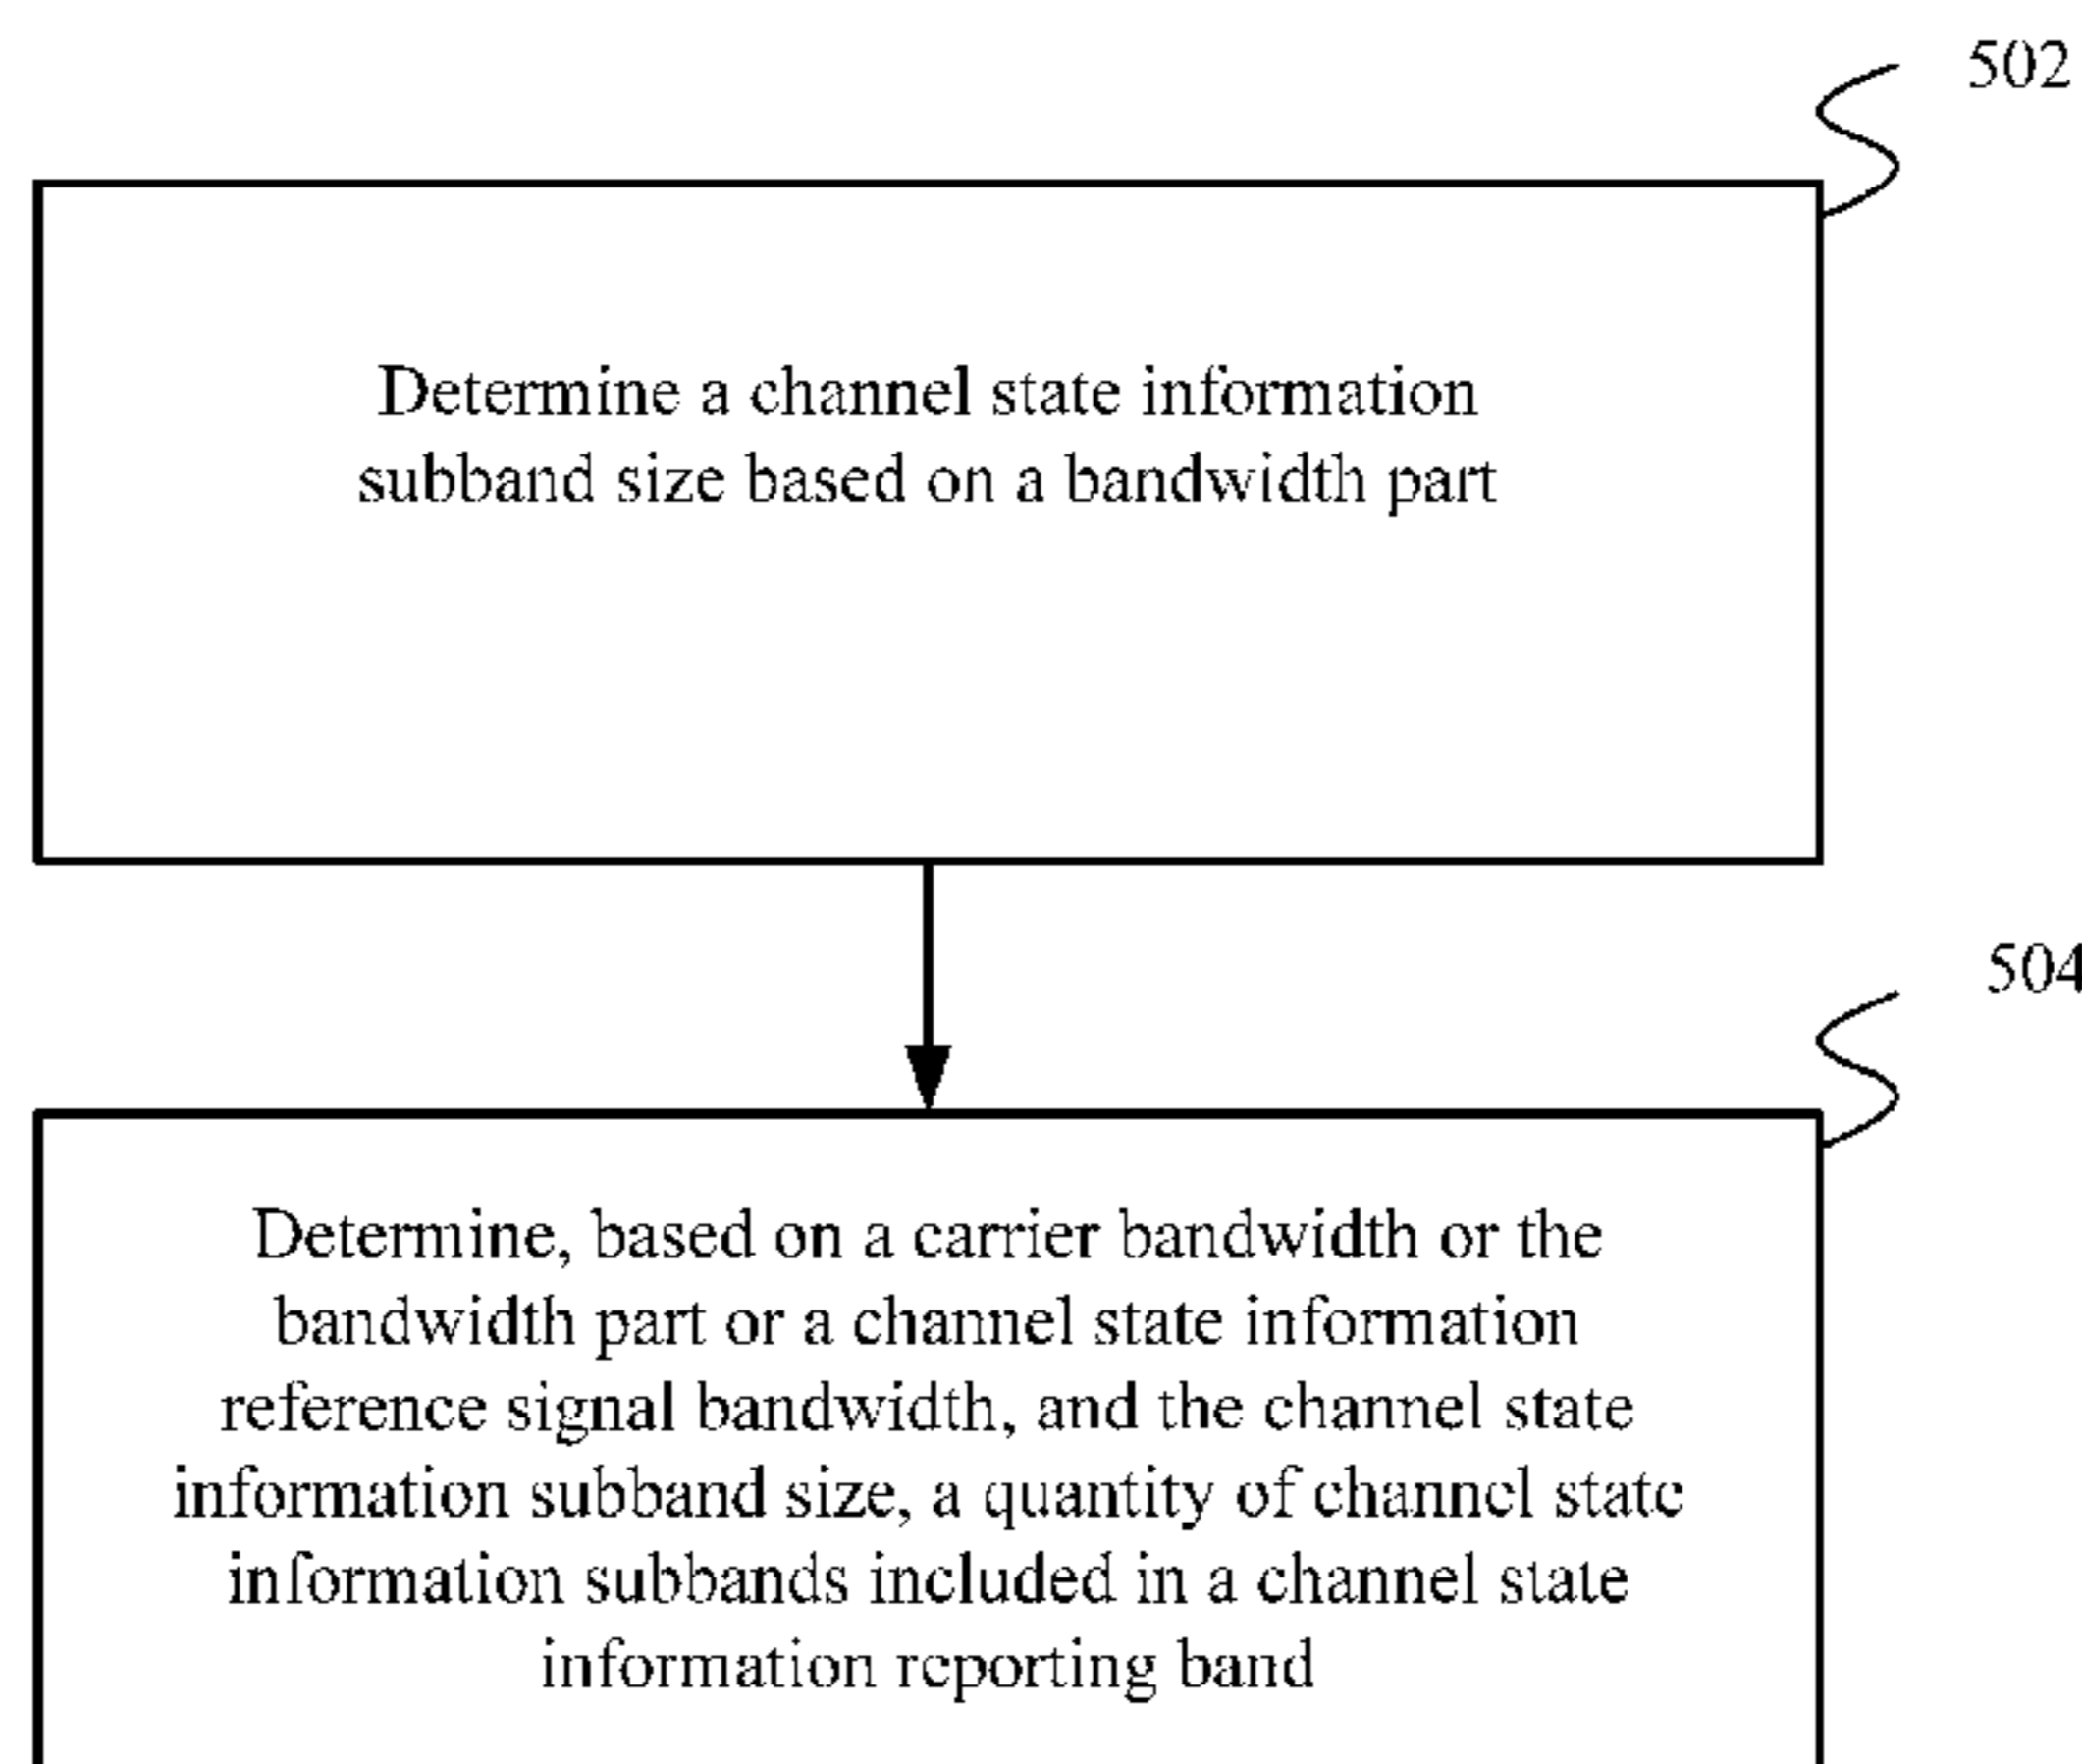 502
Determine a channel state information
subband size based on a bandwidth part
504
Determine, based on a carrier bandwidth or the
bandwidth part or a channel state information
reference signal bandwidth, and the channel state
information subband size, a quantity of channel state
information subbands included in a channel state
information reporting band